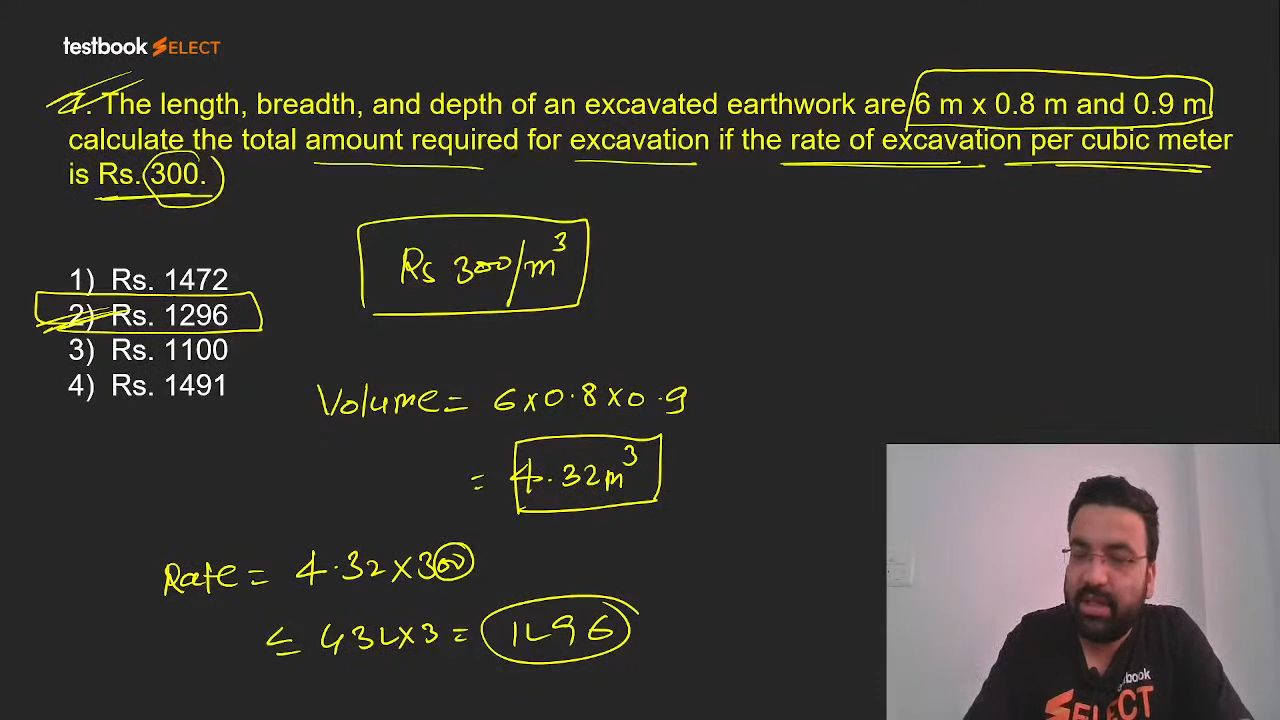 testbook SELECT
7. The length, breadth, and depth of an excavated earthwork are 6 m x 0.8 m and 0.9 m,
calculate the total amount required for excavation if the rate of excavation per cubic meter
is Rs. 300.
Rs 300/m³
1) Rs. 1472
2) Rs. 1296
3) Rs. 1100
4) Rs. 1491
Volume = 6 x 0.8 x 0.9
= 4.32m³
Rate = 4.32 x 300
= 432 x 3 = 1296
tbook
SELECT